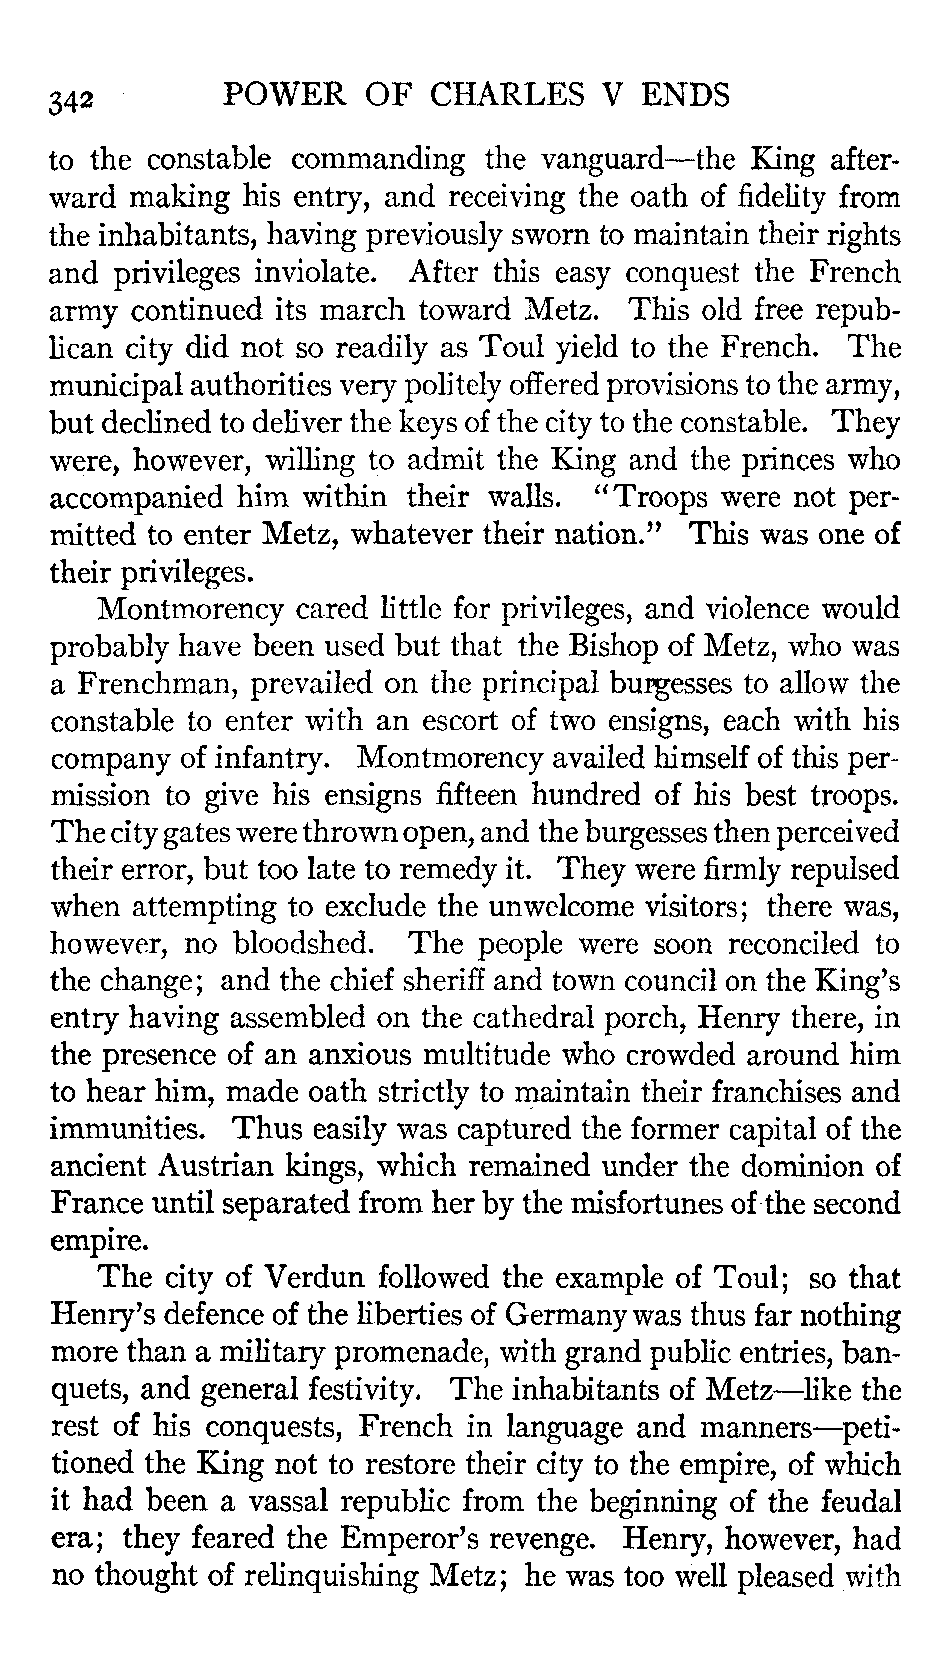 342 POWER OF CHARLES V ENDS
to the constable commanding the vanguard—the King after-
ward making his entry, and receiving the oath of fidelity from
the inhabitants, having previously sworn to maintain their rights
and privileges inviolate. After this easy conquest the French
army continued its march toward Metz. This old free repub-
lican city did not so readily as Toul yield to the French. The
municipal authorities very politely offered provisions to the army,
but declined to deliver the keys of the city to the constable. They
were, however, willing to admit the King and the princes who
accompanied him within their walls. "Troops were not per-
mitted to enter Metz, whatever their nation." This was one of
their privileges.
Montmorency cared little for privileges, and violence would
probably have been used but that the Bishop of Metz, who was
a Frenchman, prevailed on the principal burgesses to allow the
constable to enter with an escort of two ensigns, each with his
company of infantry. Montmorency availed himself of this per-
mission to give his ensigns fifteen hundred of his best troops.
The city gates were thrown open, and the burgesses then perceived
their error, but too late to remedy it. They were firmly repulsed
when attempting to exclude the unwelcome visitors; there was,
however, no bloodshed. The people were soon reconciled to
the change; and the chief sheriff and town council on the King's
entry having assembled on the cathedral porch, Henry there, in
the presence of an anxious multitude who crowded around him
to hear him, made oath strictly to maintain their franchises and
immunities. Thus easily was captured the former capital of the
ancient Austrian kings, which remained under the dominion of
France until separated from her by the misfortunes of the second
empire.
The city of Verdun followed the example of Toul; so that
Henry's defence of the liberties of Germany was thus far nothing
more than a military promenade, with grand public entries, ban-
quets, and general festivity. The inhabitants of Metz—like the
rest of his conquests, French in language and manners—peti-
tioned the King not to restore their city to the empire, of which
it had been a vassal republic from the beginning of the feudal
era; they feared the Emperor's revenge. Henry, however, had
no thought of relinquishing Metz; he was too well pleased with